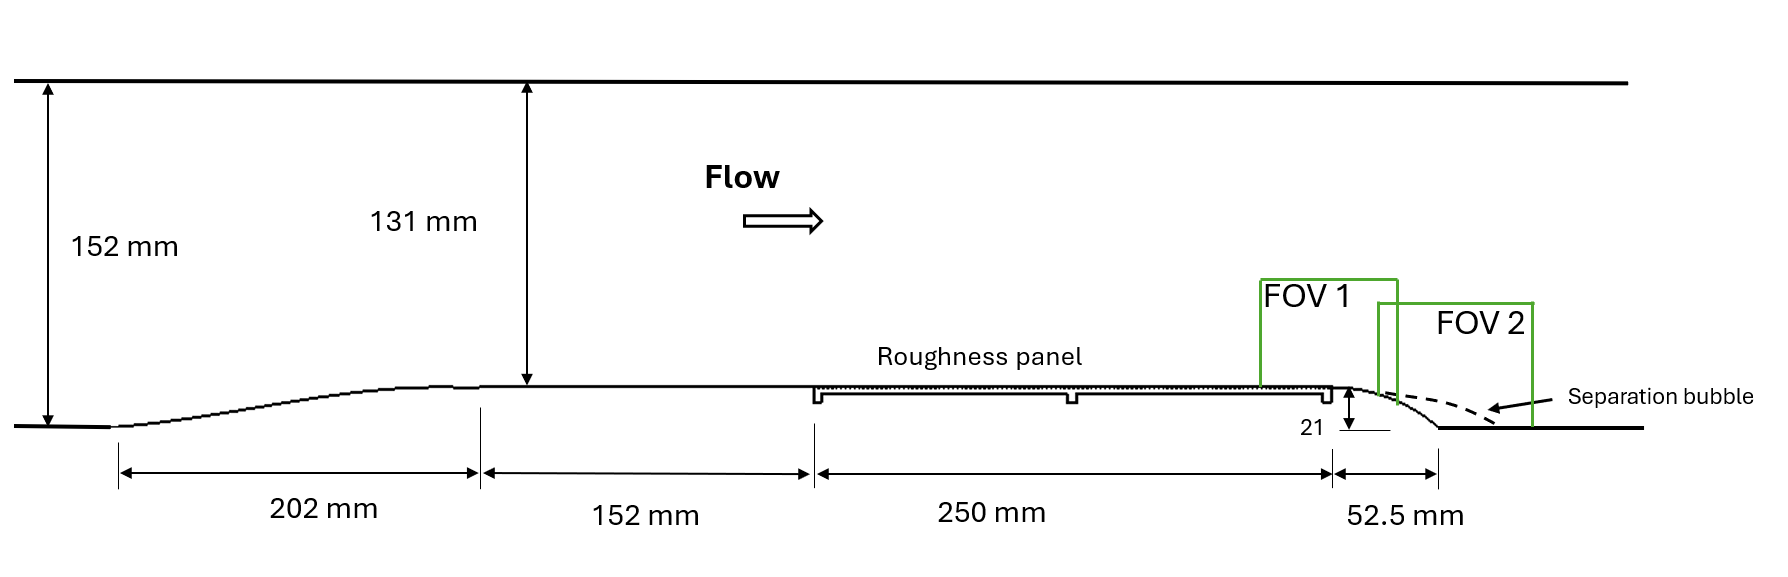 Flow
131 mm
152 mm
FOV 1
FOV 2
Roughness panel
Separation bubble
21
202 mm
152 mm
250 mm
52.5 mm